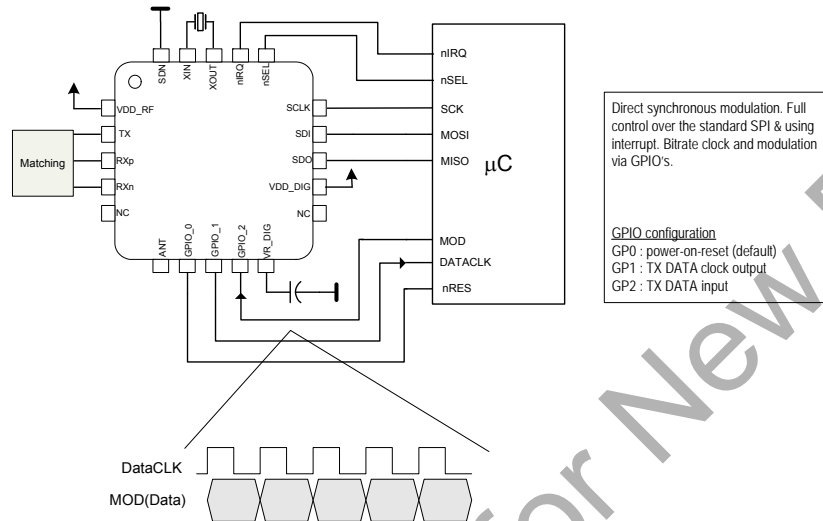 SDN
XIN
XOUT
nIRQ
nSEL
VDD_RF
TX
RXp
RXn
NC
Matching
SCLK
SDI
SDO
VDD_DIG
NC
ANT
GPIO_0
GPIO_1
GPIO_2
VR_DIG
nIRQ
nSEL
SCK
MOSI
MISO
μC
MOD
DATACLK
nRES
Direct synchronous modulation. Full
control over the standard SPI & using
interrupt. Bitrate clock and modulation
via GPIO's.
GPIO configuration
GP0 : power-on-reset (default)
GP1 : TX DATA clock output
GP2 : TX DATA input
DataCLK
MOD(Data)
for New